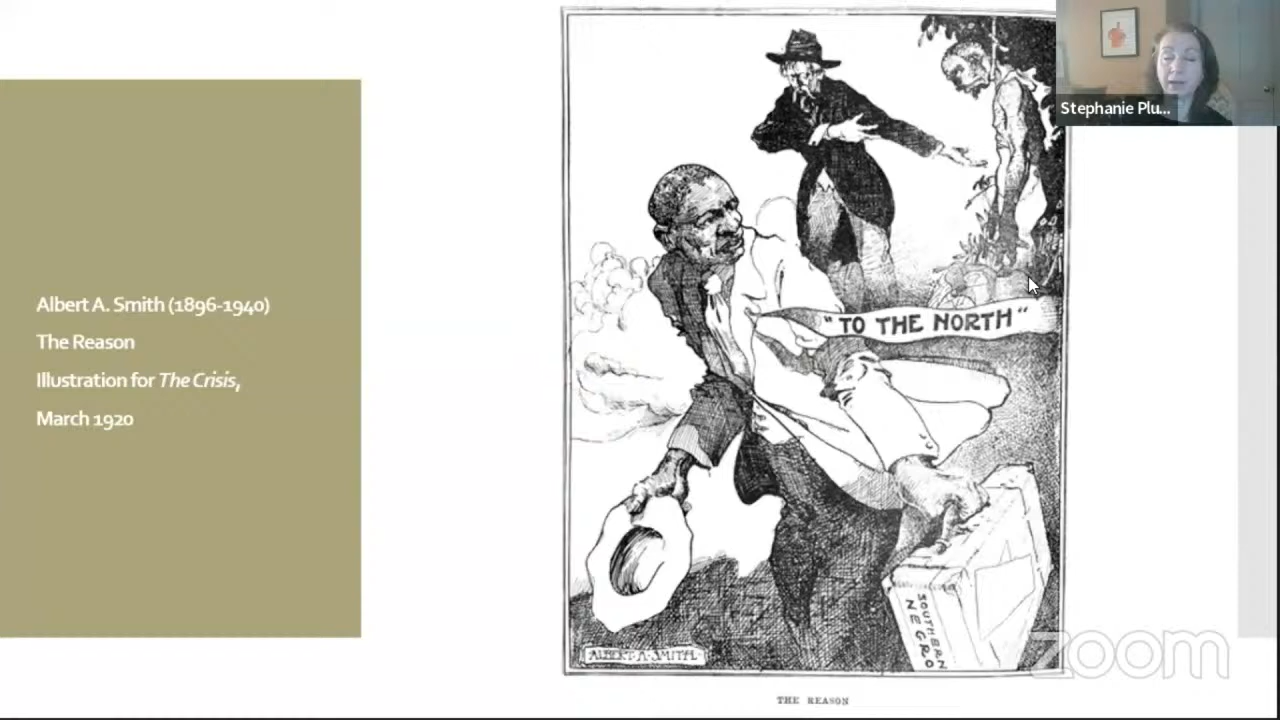 Albert A. Smith (1896-1940)
The Reason
Illustration for The Crisis,
March 1920
Stephanie Plu...
"TO THE NORTH"
SOUTHERN
NEGRO
ALBERT·A·SMITH·
zoom
THE REASON